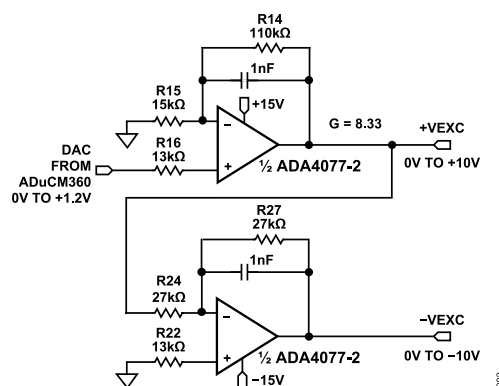 R14
110kΩ
1nF
R15
15kΩ
+15V
G = 8.33
+VEXC
DAC
FROM
ADuCM360
0V TO +1.2V
R16
13kΩ
−
+
½ ADA4077-2
0V TO +10V
R27
27kΩ
1nF
R24
27kΩ
−
+
R22
13kΩ
½ ADA4077-2
−15V
−VEXC
0V TO −10V